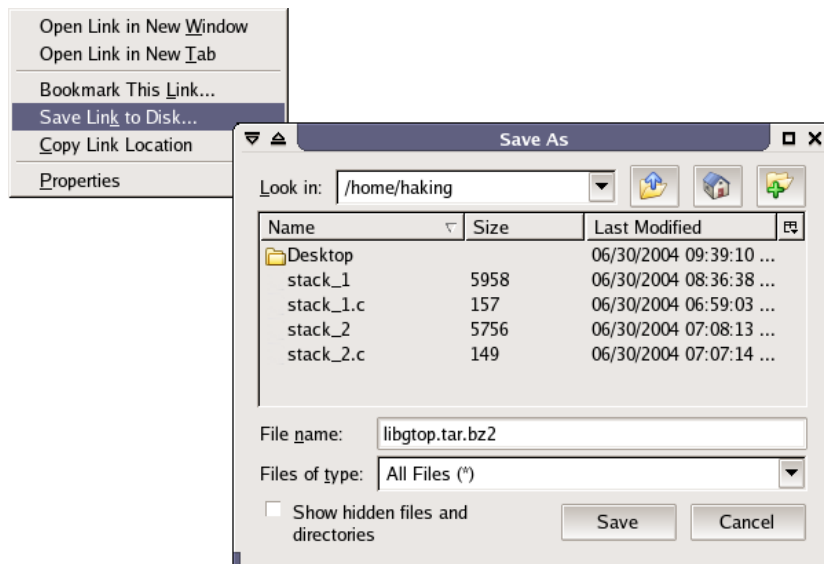 Open Link in New Window
Open Link in New Tab
Bookmark This Link...
Save Link to Disk...
Copy Link Location
Properties
Save As
Look in: /home/haking
Name Size Last Modified
Desktop 06/30/2004 09:39:10 ...
stack_1 5958 06/30/2004 08:36:38 ...
stack_1.c 157 06/30/2004 06:59:03 ...
stack_2 5756 06/30/2004 07:08:13 ...
stack_2.c 149 06/30/2004 07:07:14 ...
File name: libgtop.tar.bz2
Files of type: All Files (*)
Show hidden files and
directories
Save Cancel